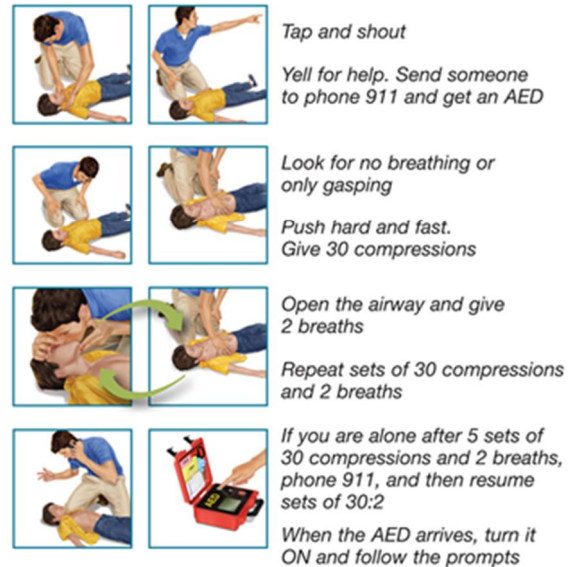 Tap and shout
Yell for help. Send someone
to phone 911 and get an AED
Look for no breathing or
only gasping
Push hard and fast.
Give 30 compressions
Open the airway and give
2 breaths
Repeat sets of 30 compressions
and 2 breaths
If you are alone after 5 sets of
30 compressions and 2 breaths,
phone 911, and then resume
sets of 30:2
AED
When the AED arrives, turn it
ON and follow the prompts